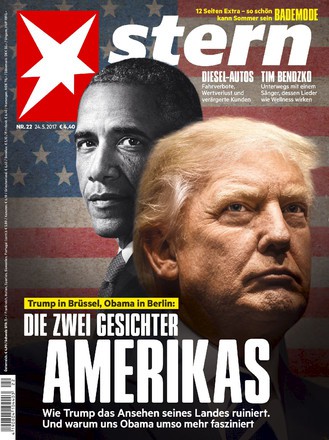 12 Seiten Extra – so schön
kann Sommer sein BADEMODE
stern
DIESEL-AUTOS
Fahrverbote,
Wertverlust und
verärgerte Kunden
TIM BENDZKO
Unterwegs mit einem
Sänger, dessen Lieder
wie Wellness wirken
NR.22 24.5.2017 €4,40
Trump in Brüssel, Obama in Berlin:
DIE ZWEI GESICHTER
AMERIKAS
Wie Trump das Ansehen seines Landes ruiniert.
Und warum uns Obama umso mehr fasziniert